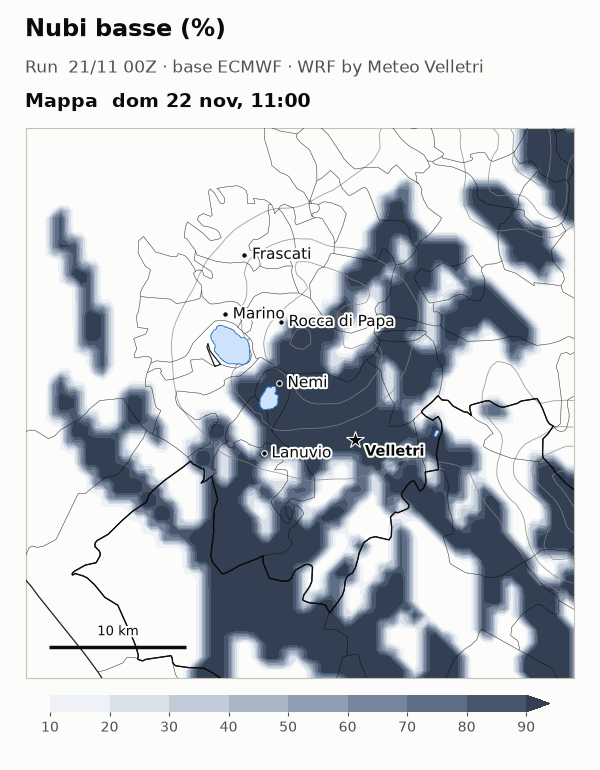 Nubi basse (%)
Run  21/11 00Z · base ECMWF · WRF by Meteo Velletri
Mappa  dom 22 nov, 11:00
Frascati
Marino
Rocca di Papa
Nemi
Velletri
Lanuvio
10 km
10 20 30 40 50 60 70 80 90